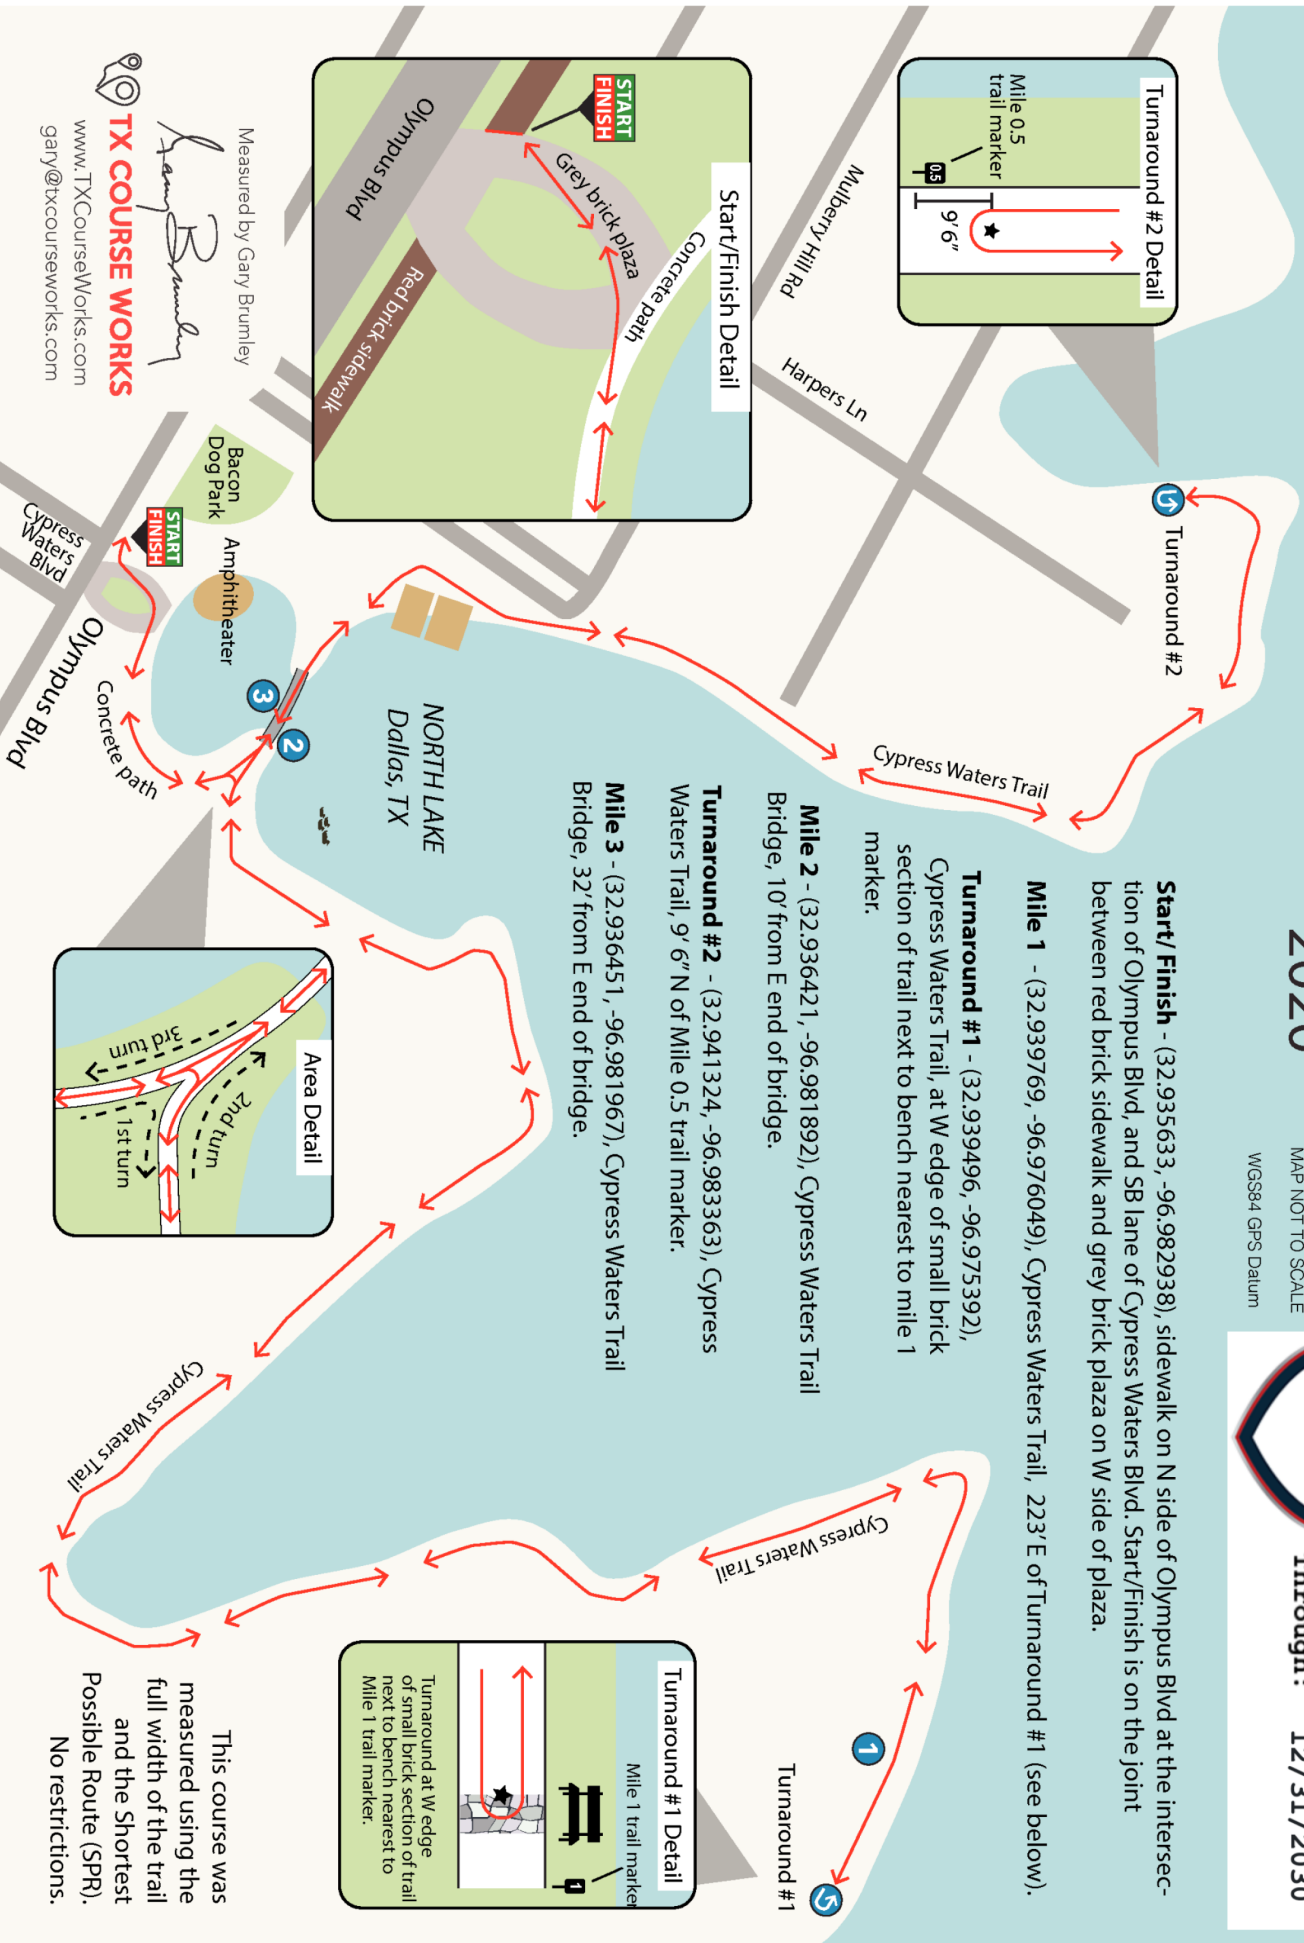 2020
MAP NOT TO SCALE
WGS84 GPS Datum
Through: 12/31/2030
Start/ Finish - (32.935633, -96.982938), sidewalk on N side of Olympus Blvd at the intersec-
tion of Olympus Blvd, and SB lane of Cypress Waters Blvd. Start/Finish is on the joint
between red brick sidewalk and grey brick plaza on W side of plaza.
Mile 1 - (32.939769, -96.976049), Cypress Waters Trail, 223' E of Turnaround #1 (see below).
Turnaround #1 - (32.939496, -96.975392),
Cypress Waters Trail, at W edge of small brick
section of trail next to bench nearest to mile 1
marker.
Mile 2 - (32.936421, -96.981892), Cypress Waters Trail
Bridge, 10' from E end of bridge.
Turnaround #2 - (32.941324, -96.983363), Cypress
Waters Trail, 9' 6" N of Mile 0.5 trail marker.
Mile 3 - (32.936451, -96.981967), Cypress Waters Trail
Bridge, 32' from E end of bridge.
Turnaround #2 Detail
Mile 0.5
trail marker
0.5
9' 6"
Turnaround #2
Mulberry Hill Rd
Harpers Ln
Cypress Waters Trail
Start/Finish Detail
START
FINISH
Grey brick plaza
Concrete path
Olympus Blvd
Red brick sidewalk
NORTH LAKE
Dallas, TX
3
2
Bacon
Dog Park
Amphitheater
START
FINISH
Cypress
Waters
Blvd
Olympus Blvd
Concrete path
Area Detail
1st turn
2nd turn
3rd turn
Cypress Waters Trail
Cypress Waters Trail
1
Turnaround #1
Turnaround #1 Detail
Mile 1 trail marker
1
Turnaround at W edge
of small brick section of trail
next to bench nearest to
Mile 1 trail marker.
This course was
measured using the
full width of the trail
and the Shortest
Possible Route (SPR).
No restrictions.
Measured by Gary Brumley
Gary Brumley
TX COURSE WORKS
www.TXCourseWorks.com
gary@txcourseworks.com